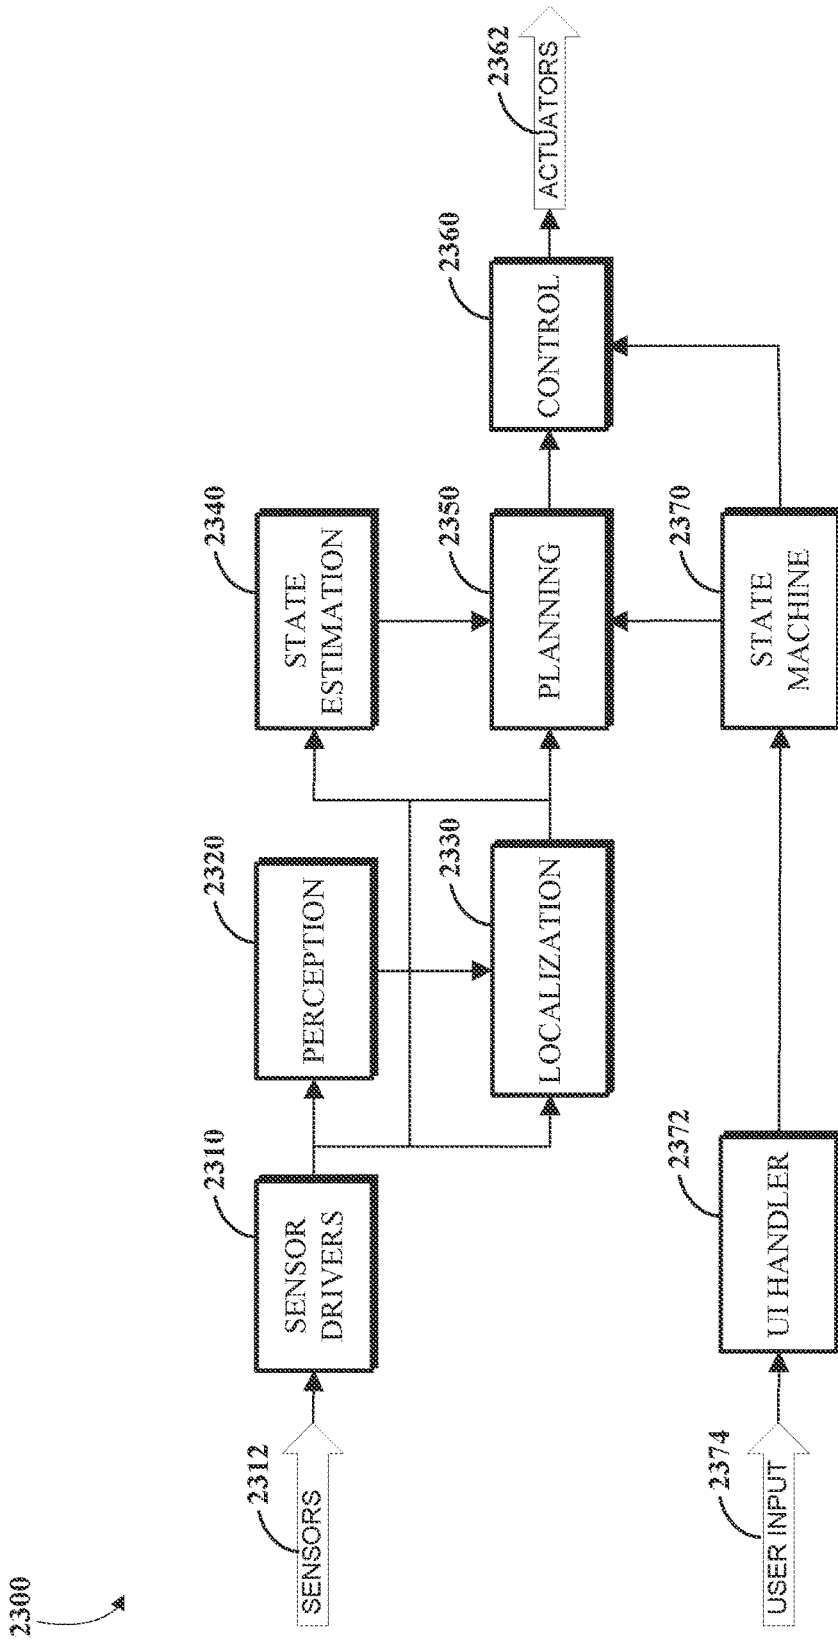 2300
2312
SENSORS
2310
SENSOR
DRIVERS
2320
PERCEPTION
2340
STATE
ESTIMATION
2330
LOCALIZATION
2350
PLANNING
2360
CONTROL
2362
ACTUATORS
2374
USER INPUT
2372
UI HANDLER
2370
STATE
MACHINE